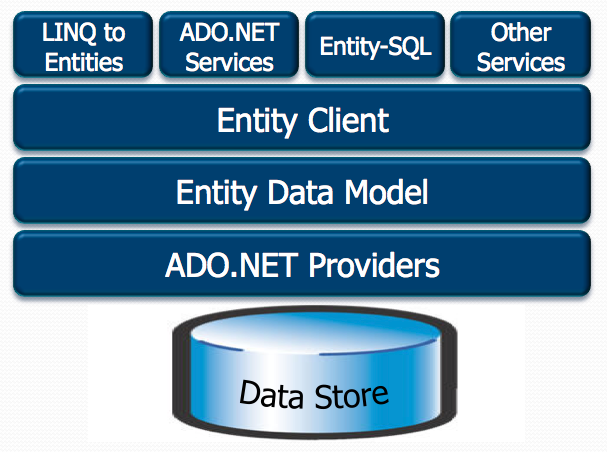 LINQ to
Entities
ADO.NET
Services
Entity-SQL
Other
Services
Entity Client
Entity Data Model
ADO.NET Providers
Data Store